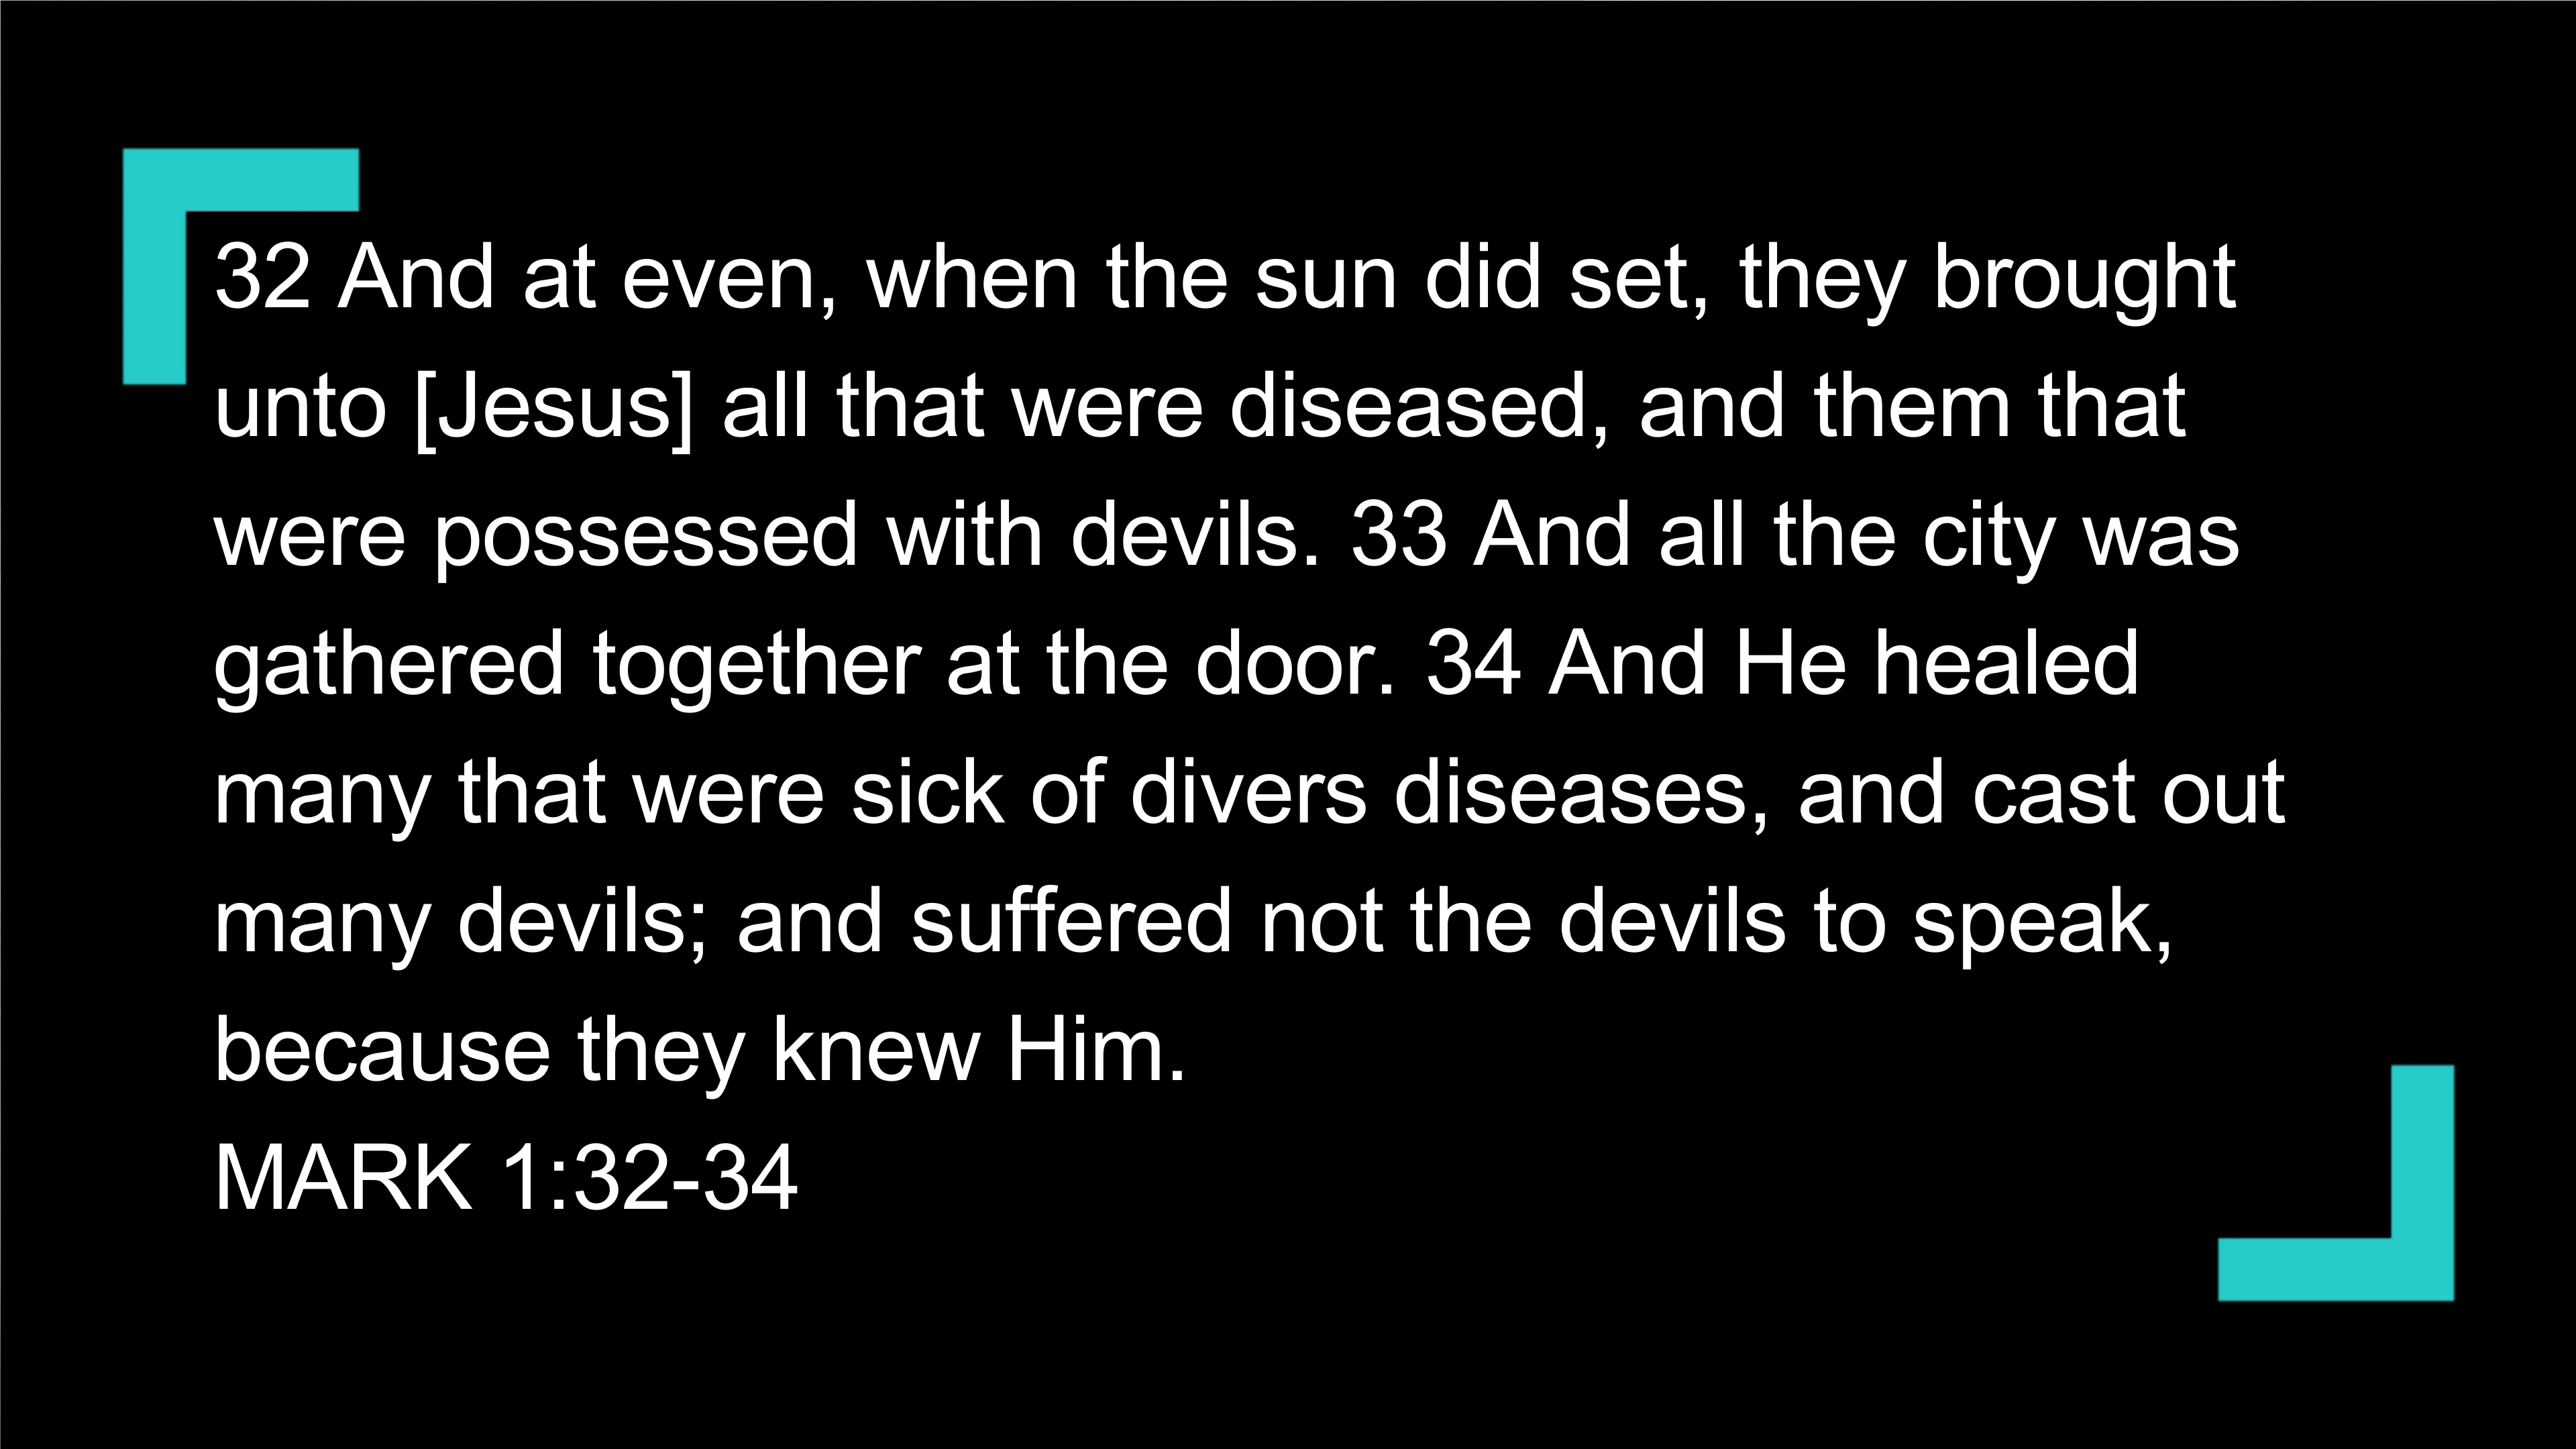 32 And at even, when the sun did set, they brought
unto [Jesus] all that were diseased, and them that
were possessed with devils. 33 And all the city was
gathered together at the door. 34 And He healed
many that were sick of divers diseases, and cast out
many devils; and suffered not the devils to speak,
because they knew Him.
MARK 1:32-34